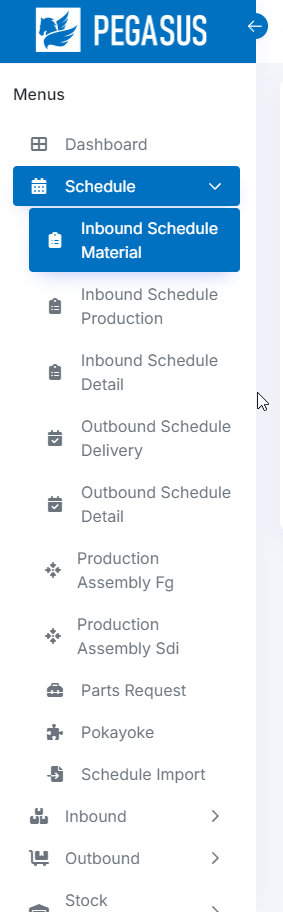 PEGASUS
Menus
Dashboard
Schedule
Inbound Schedule
Material
Inbound Schedule
Production
Inbound Schedule
Detail
Outbound Schedule
Delivery
Outbound Schedule
Detail
Production
Assembly Fg
Production
Assembly Sdi
Parts Request
Pokayoke
Schedule Import
Inbound
Outbound
Stock